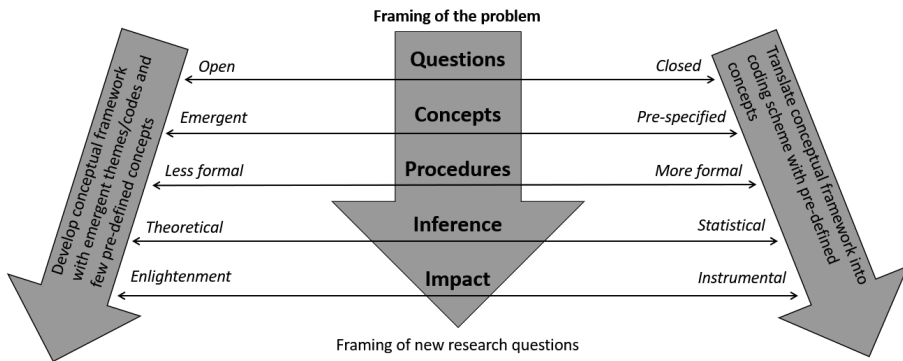 Framing of the problem
Develop conceptual framework
with emergent themes/codes and
few pre-defined concepts
Questions
Open
Closed
Concepts
Emergent
Pre-specified
Procedures
Less formal
More formal
Inference
Theoretical
Statistical
Impact
Enlightenment
Instrumental
Translate conceptual framework into
coding scheme with pre-defined
concepts
Framing of new research questions